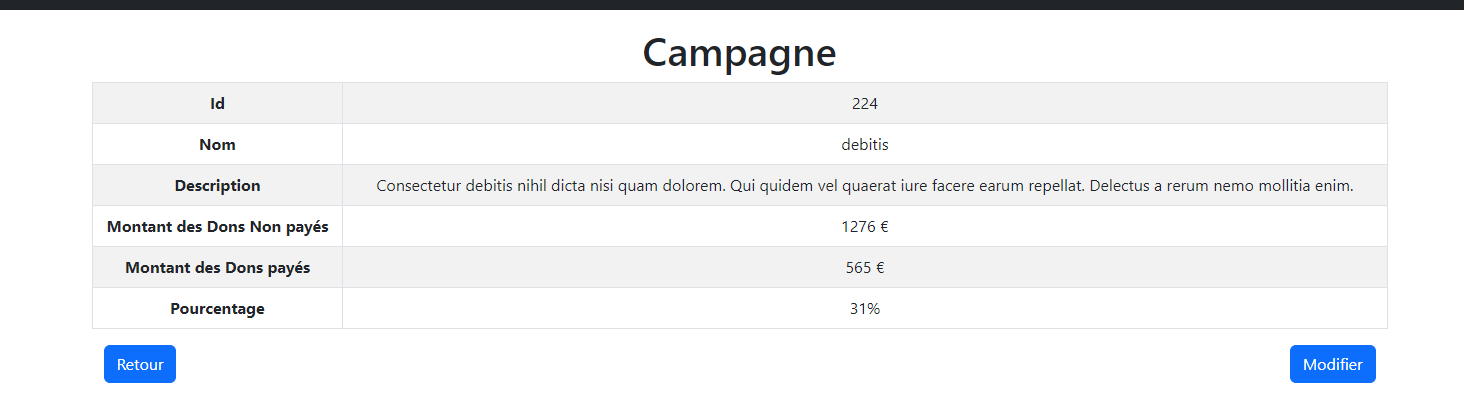 Campagne
Id 224
Nom debitis
Description Consectetur debitis nihil dicta nisi quam dolorem. Qui quidem vel quaerat iure facere earum repellat. Delectus a rerum nemo mollitia enim.
Montant des Dons Non payés 1276 €
Montant des Dons payés 565 €
Pourcentage 31%
Retour Modifier